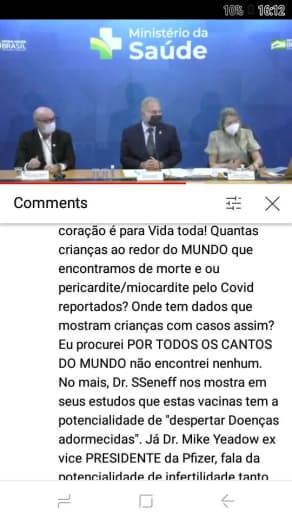 10% 16:12
Ministério da
Saúde
BRASIL
BRASIL
Comments
coração é para Vida toda! Quantas
crianças ao redor do MUNDO que
encontramos de morte e ou
pericardite/miocardite pelo Covid
reportados? Onde tem dados que
mostram crianças com casos assim?
Eu procurei POR TODOS OS CANTOS
DO MUNDO não encontrei nenhum.
No mais, Dr. SSeneff nos mostra em
seus estudos que estas vacinas tem a
potencialidade de "despertar Doenças
adormecidas". Já Dr. Mike Yeadow ex
vice PRESIDENTE da Pfizer, fala da
potencialidade de infertilidade tanto